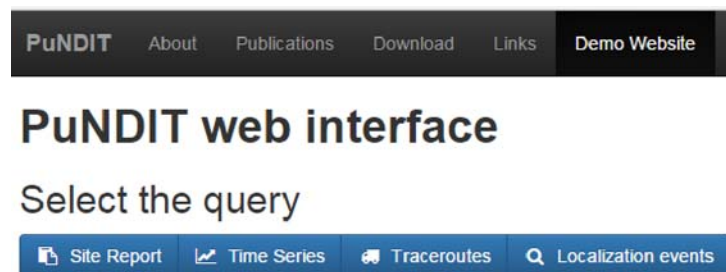 PuNDIT About Publications Download Links Demo Website
PuNDIT web interface
Select the query
Site Report Time Series Traceroutes Localization events